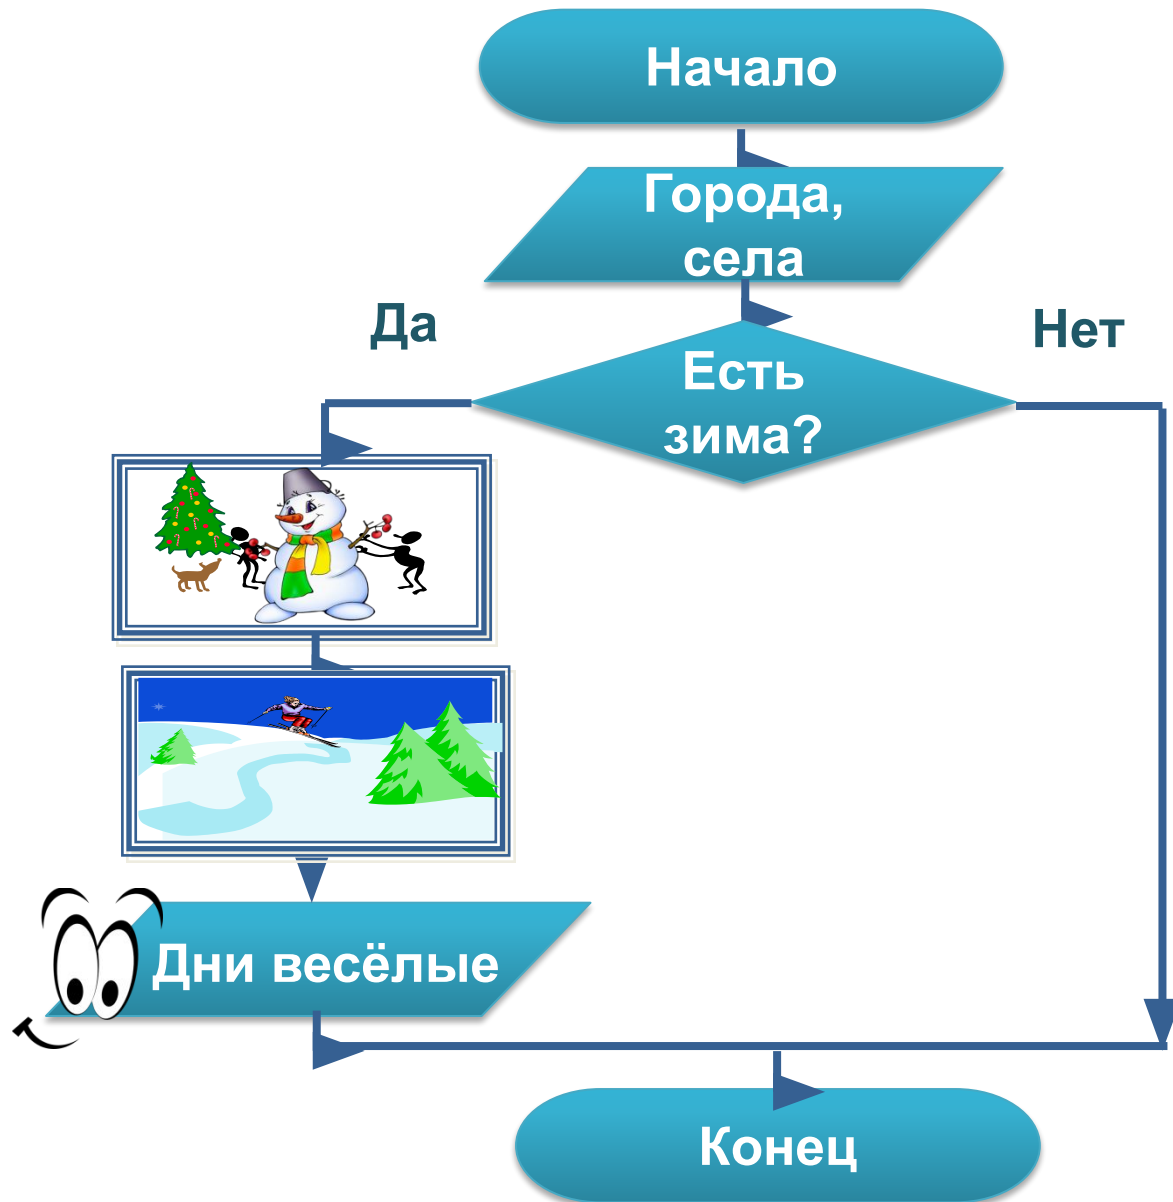 Начало
Города,
села
Да
Нет
Есть
зима?
Дни весёлые
Конец